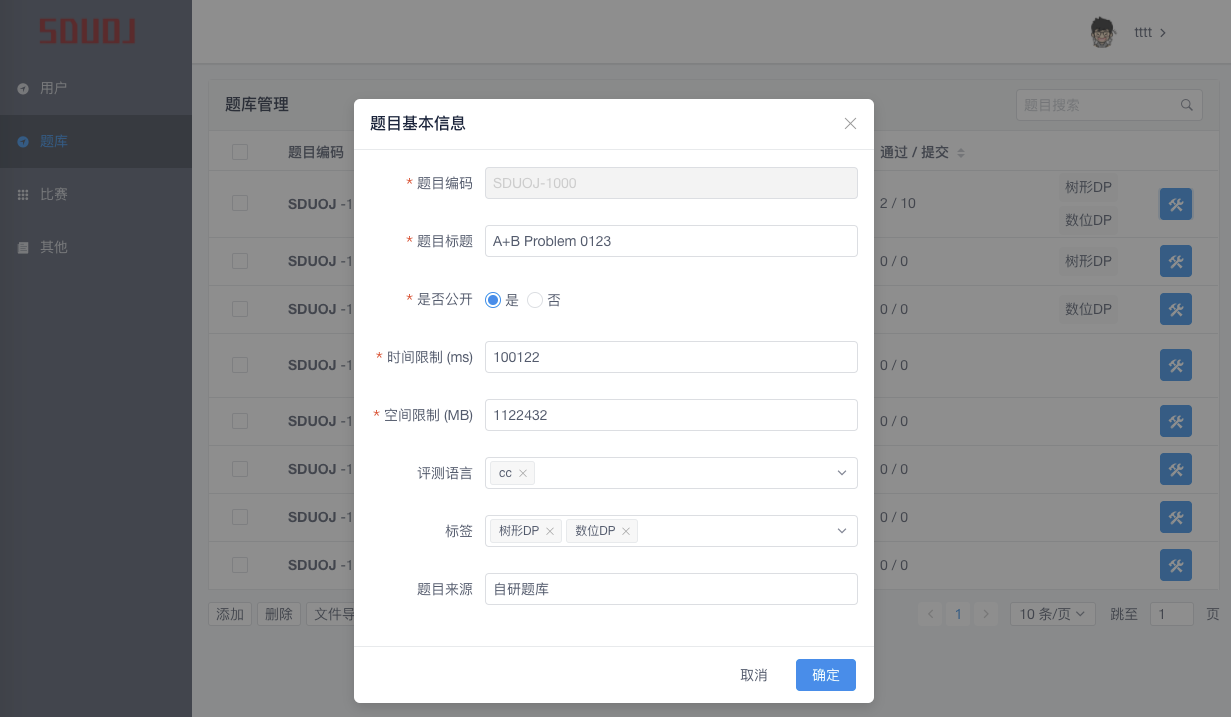 SDUOJ
tttt
用户
题库
比赛
其他
题库管理
题目搜索
题目编码
通过 / 提交
SDUOJ -1
2 / 10
树形DP
数位DP
SDUOJ -1
0 / 0
树形DP
SDUOJ -1
0 / 0
数位DP
SDUOJ -1
0 / 0
SDUOJ -1
0 / 0
SDUOJ -1
0 / 0
SDUOJ -1
0 / 0
SDUOJ -1
0 / 0
添加
删除
文件导
1
10 条/页
跳至
1
页
题目基本信息
* 题目编码
SDUOJ-1000
* 题目标题
A+B Problem 0123
* 是否公开
是
否
* 时间限制 (ms)
100122
* 空间限制 (MB)
1122432
评测语言
cc
标签
树形DP
数位DP
题目来源
自研题库
取消
确定